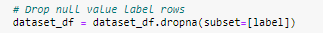 # Drop null value label rows
dataset_df = dataset_df.dropna(subset=[label])